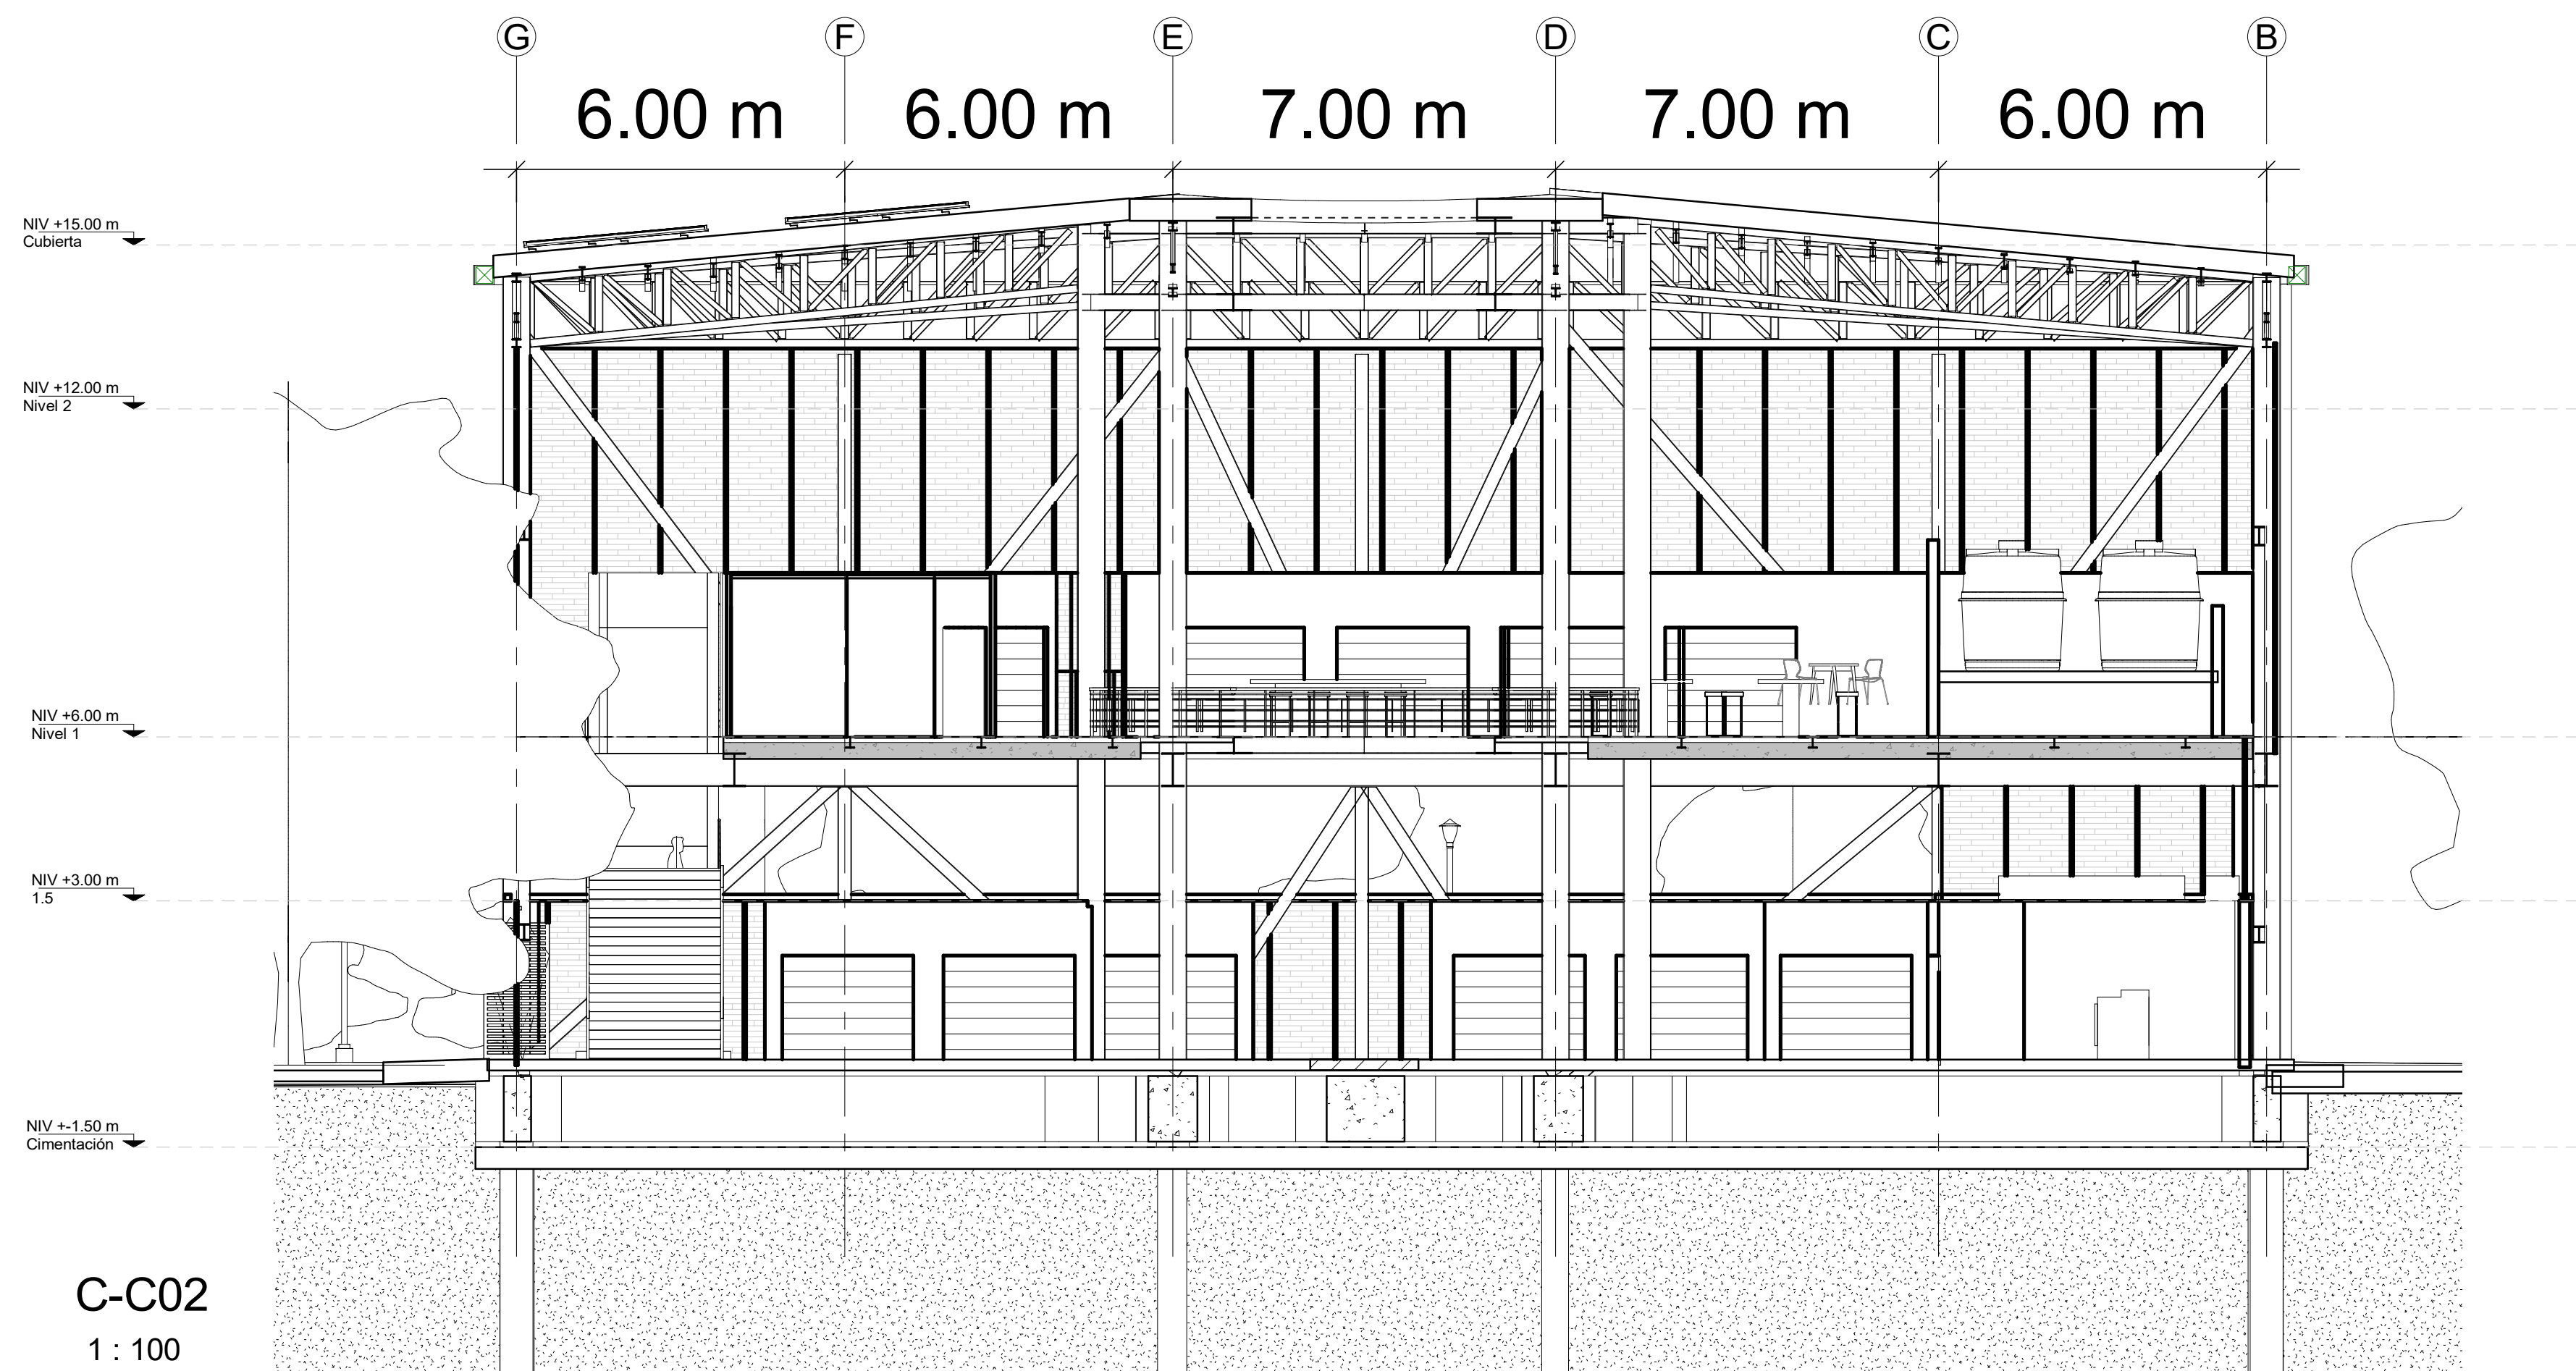 G F E D C B
6.00 m 6.00 m 7.00 m 7.00 m 6.00 m
NIV +15.00 m
Cubierta
NIV +12.00 m
Nivel 2
NIV +6.00 m
Nivel 1
NIV +3.00 m
1.5
NIV +-1.50 m
Cimentación
C-C02
1 : 100